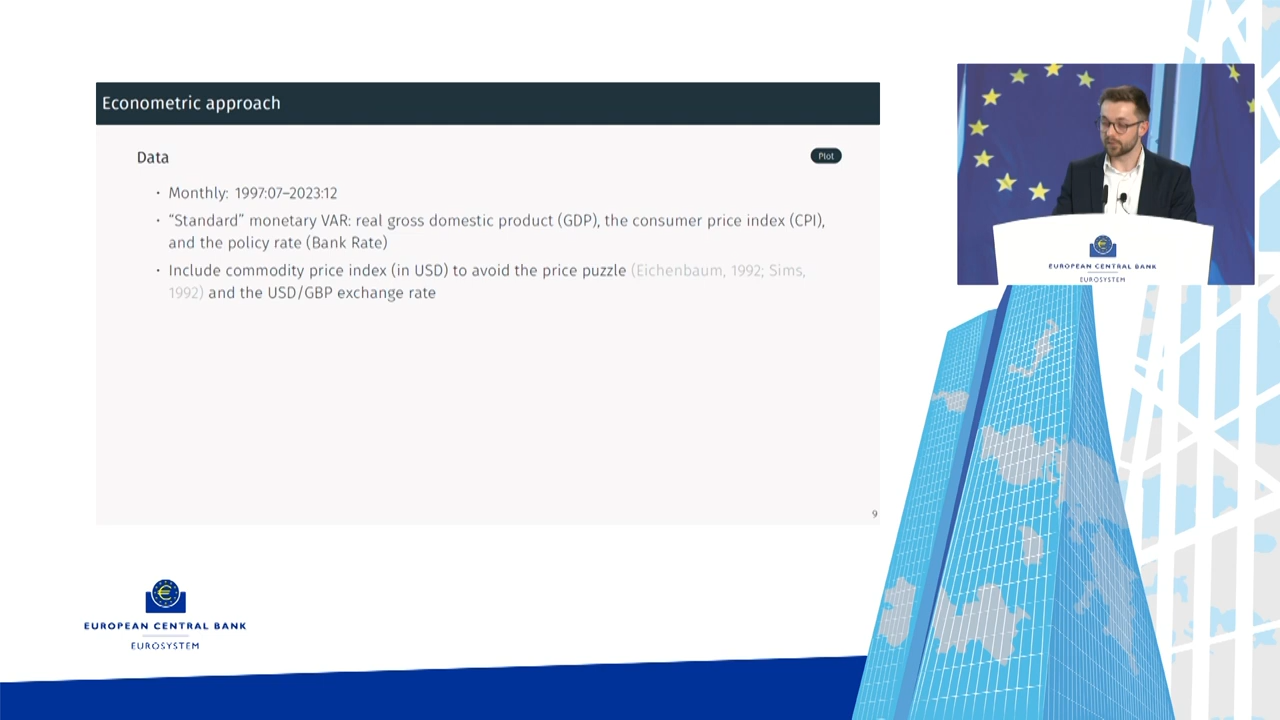 Econometric approach
Data
Plot
· Monthly: 1997:07–2023:12
· “Standard” monetary VAR: real gross domestic product (GDP), the consumer price index (CPI),
and the policy rate (Bank Rate)
· Include commodity price index (in USD) to avoid the price puzzle (Eichenbaum, 1992; Sims,
1992) and the USD/GBP exchange rate
9
EUROPEAN CENTRAL BANK
EUROSYSTEM
EUROPEAN CENTRAL BANK
EUROSYSTEM